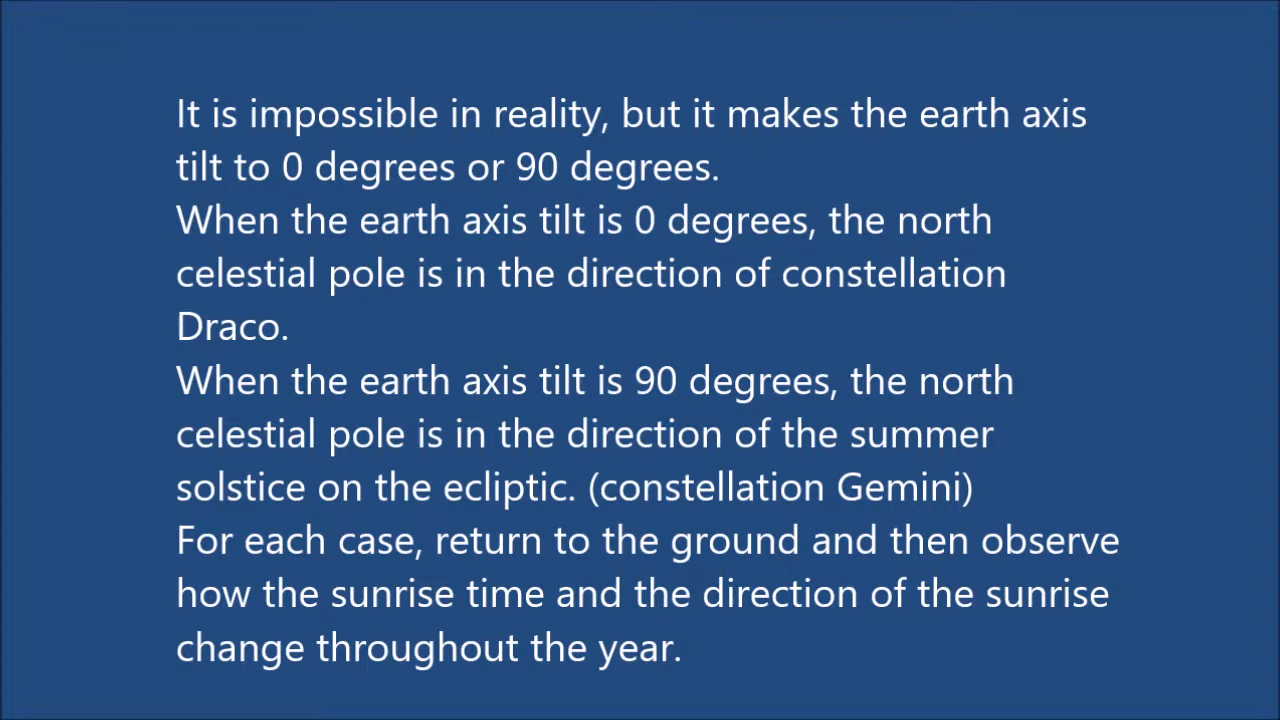 It is impossible in reality, but it makes the earth axis
tilt to 0 degrees or 90 degrees.
When the earth axis tilt is 0 degrees, the north
celestial pole is in the direction of constellation
Draco.
When the earth axis tilt is 90 degrees, the north
celestial pole is in the direction of the summer
solstice on the ecliptic. (constellation Gemini)
For each case, return to the ground and then observe
how the sunrise time and the direction of the sunrise
change throughout the year.